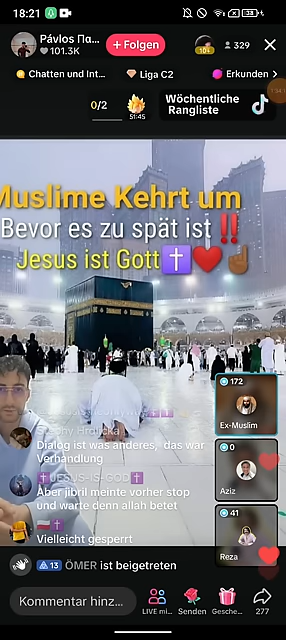 18:21
38
Pávlos Πα...
101.3K
+ Folgen
10+
329
Chatten und Int...
Liga C2
Erkunden
0/2
51:45
Wöchentliche
Rangliste
Muslime Kehrt um
Bevor es zu spät ist‼️
Jesus ist Gott✝️❤️☝🏾
172
Ex-Muslim
Dialog ist was anderes, das war
Verhandlung
✝️JESUS-IS-GOD✝️
Aber jibril meinte vorher stop
und warte denn allah betet
Vielleicht gesperrt
0
Aziz
41
Reza
13 ÖMER ist beigetreten
Kommentar hinz...
LIVE mi...
Senden
Gesche...
277